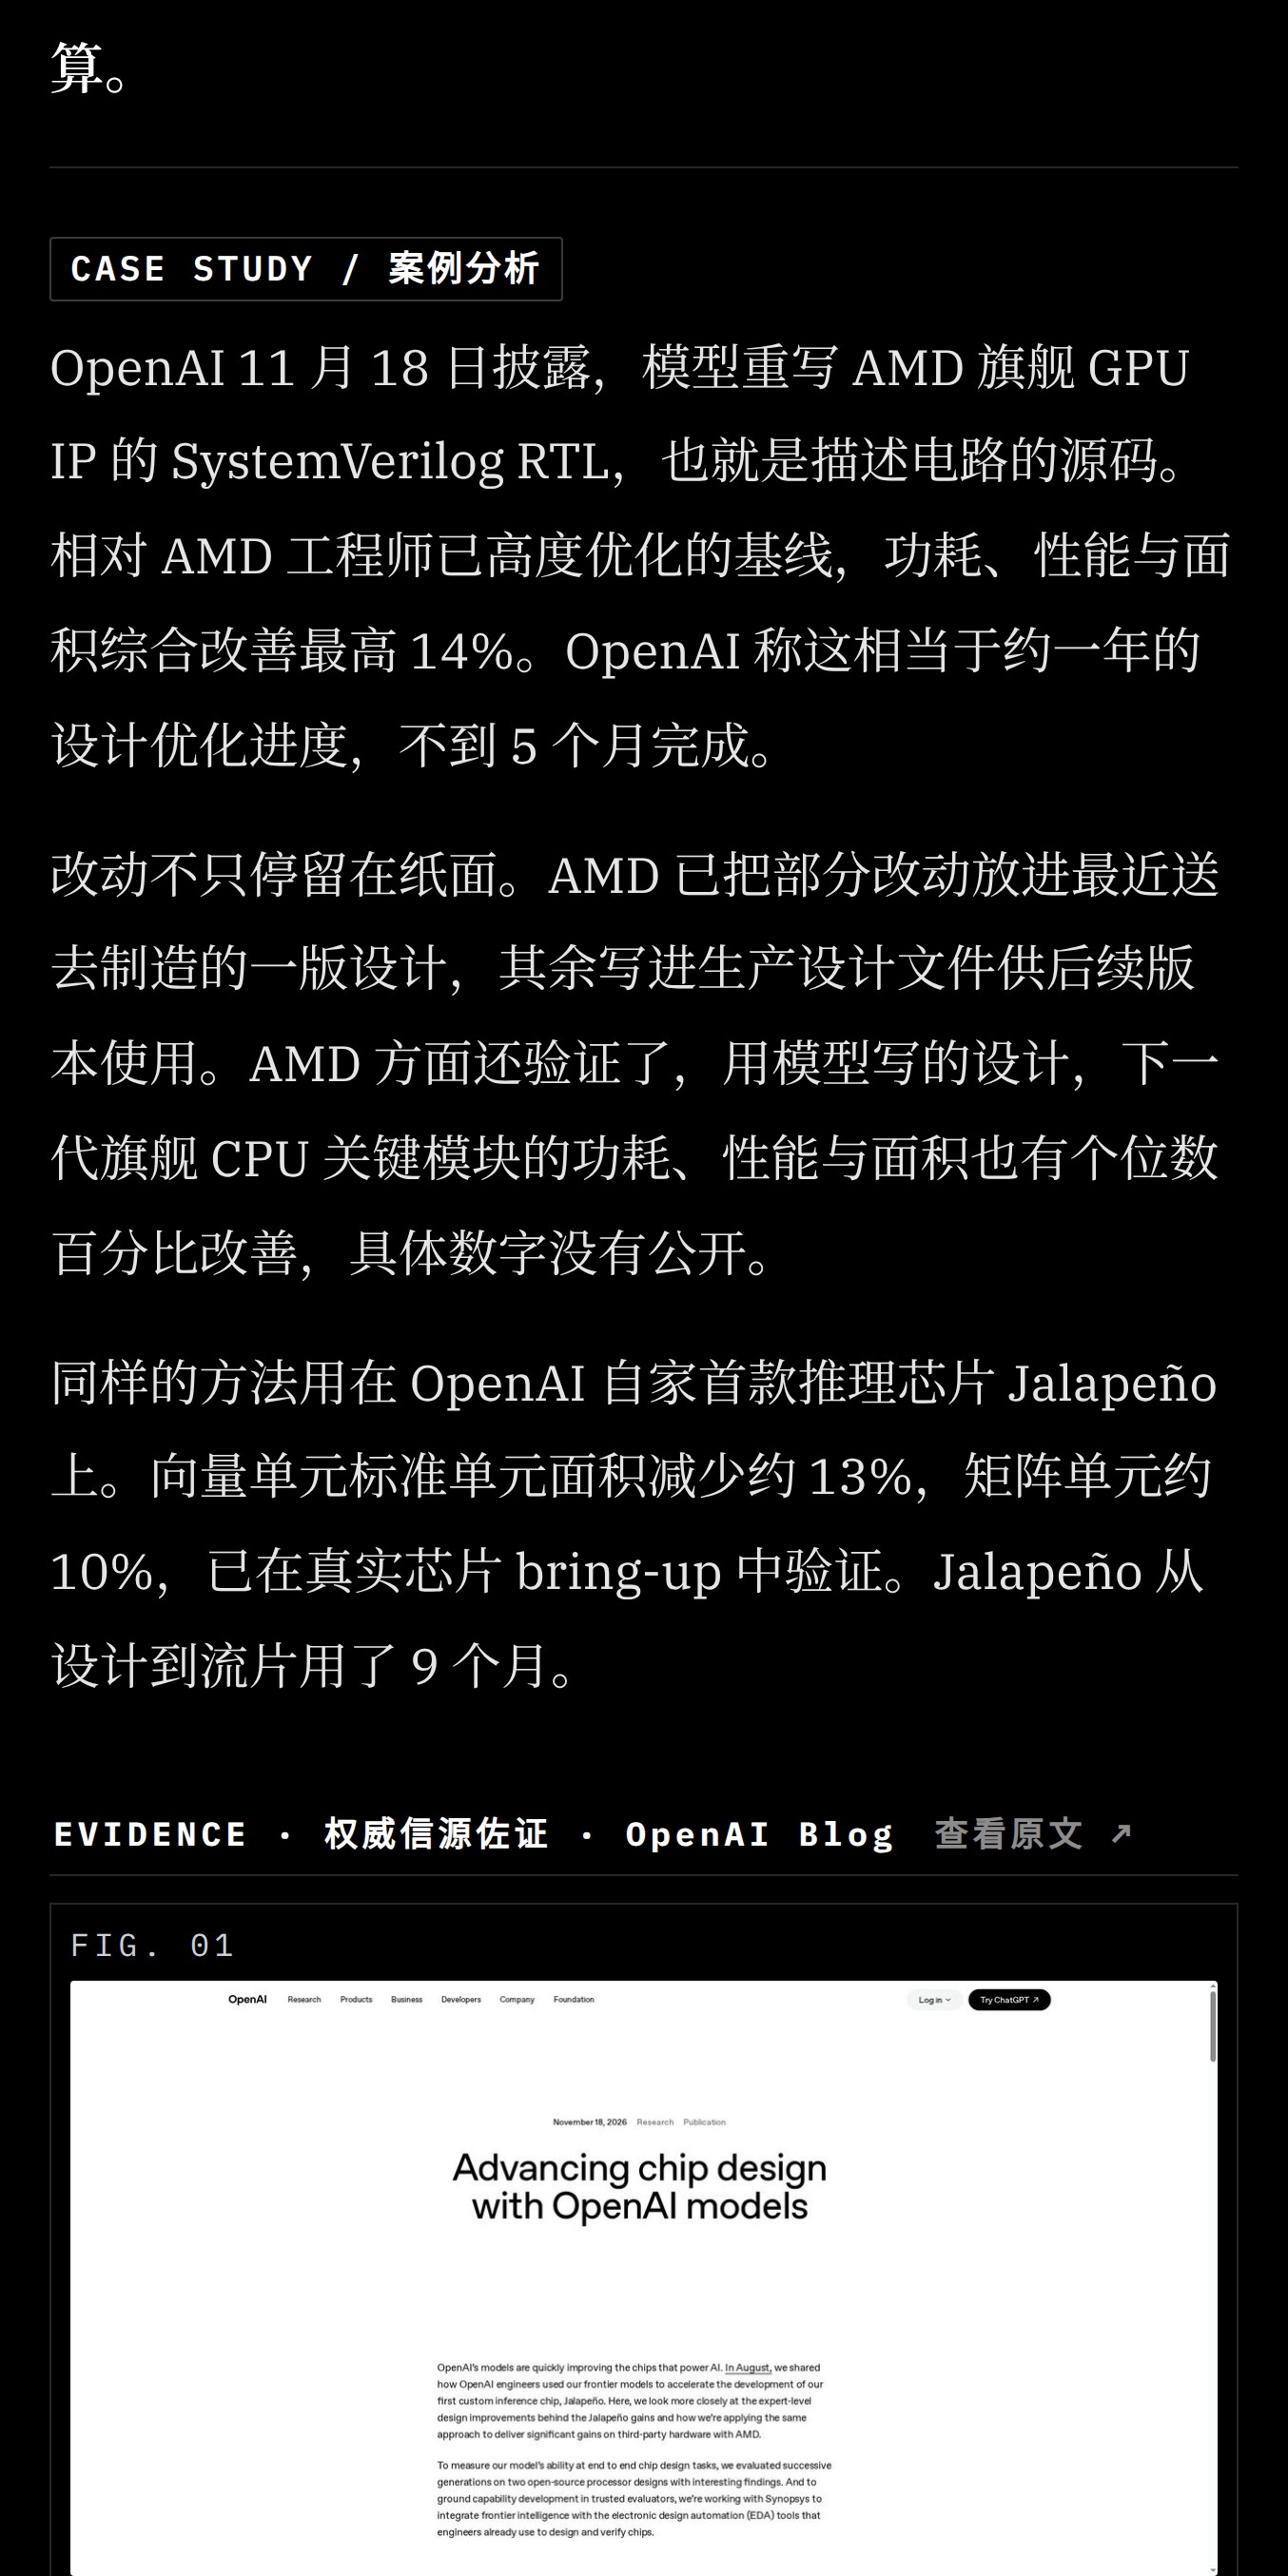 算。
CASE STUDY / 案例分析
OpenAI 11 月 18 日披露，模型重写 AMD 旗舰 GPU
IP 的 SystemVerilog RTL，也就是描述电路的源码。
相对 AMD 工程师已高度优化的基线，功耗、性能与面
积综合改善最高 14%。OpenAI 称这相当于约一年的
设计优化进度，不到 5 个月完成。
改动不只停留在纸面。AMD 已把部分改动放进最近送
去制造的一版设计，其余写进生产设计文件供后续版
本使用。AMD 方面还验证了，用模型写的设计，下一
代旗舰 CPU 关键模块的功耗、性能与面积也有个位数
百分比改善，具体数字没有公开。
同样的方法用在 OpenAI 自家首款推理芯片 Jalapeño
上。向量单元标准单元面积减少约 13%，矩阵单元约
10%，已在真实芯片 bring-up 中验证。Jalapeño 从
设计到流片用了 9 个月。
EVIDENCE · 权威信源佐证 · OpenAI Blog 查看原文 ↗
FIG. 01
OpenAI Research Products Business Developers Company Foundation Log in Try ChatGPT ↗
November 18, 2026 Research Publication
Advancing chip design
with OpenAI models
OpenAI's models are quickly improving the chips that power AI. In August, we shared
how OpenAI engineers used our frontier models to accelerate the development of our
first custom inference chip, Jalapeño. Here, we look more closely at the expert-level
design improvements behind the Jalapeño gains and how we're applying the same
approach to deliver significant gains on third-party hardware with AMD.
To measure our model's ability at end to end chip design tasks, we evaluated successive
generations on two open-source processor designs with interesting findings. And to
ground capability development in trusted evaluators, we're working with Synopsys to
integrate frontier intelligence with the electronic design automation (EDA) tools that
engineers already use to design and verify chips.